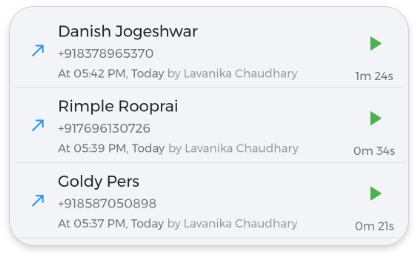 Danish Jogeshwar
+918378965370
At 05:42 PM, Today by Lavanika Chaudhary
1m 24s
Rimple Rooprai
+917696130726
At 05:39 PM, Today by Lavanika Chaudhary
0m 34s
Goldy Pers
+918587050898
At 05:37 PM, Today by Lavanika Chaudhary
0m 21s